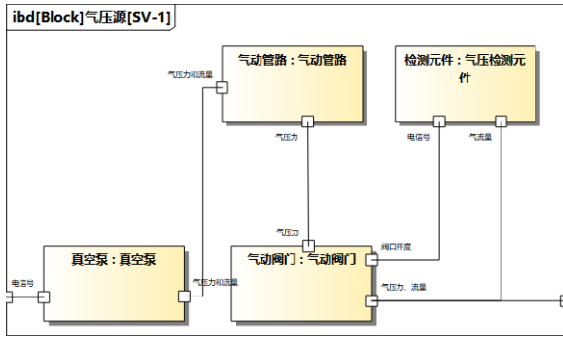 ibd[Block]气压源[SV-1]
气动管路：气动管路
检测元件：气压检测元
件
气压力和流量
气压力
电信号
气流量
气压力
阀口开度
真空泵：真空泵
气动阀门：气动阀门
电信号
气压力和流量
气压力、流量